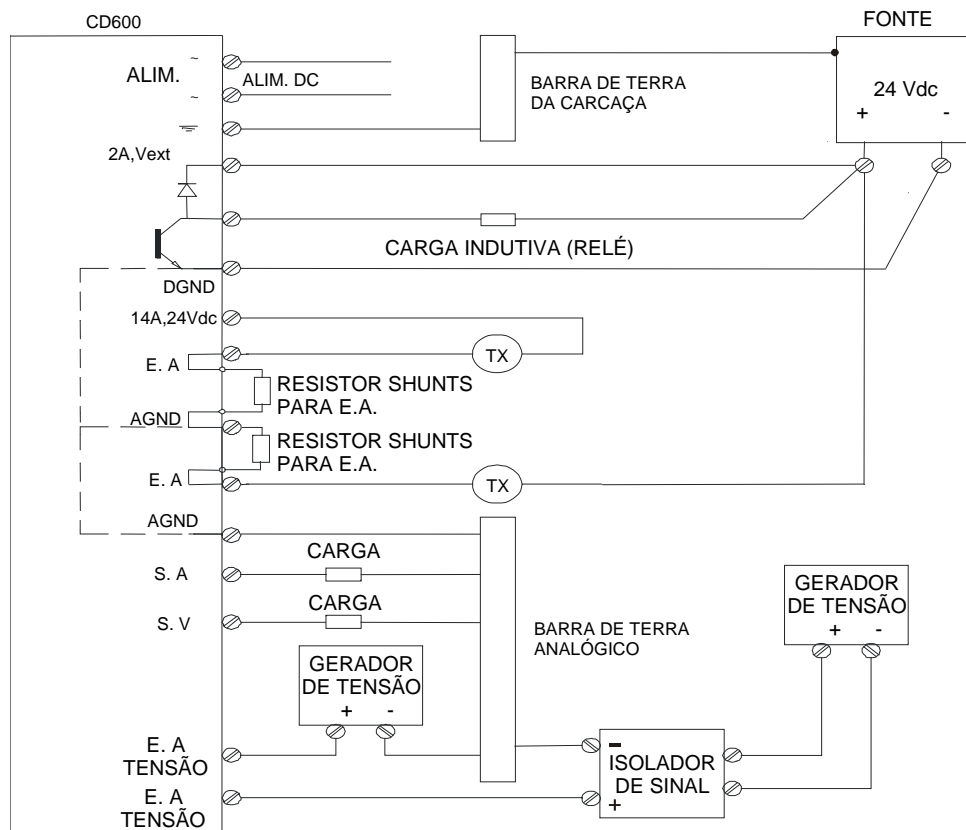 CD600
FONTE
ALIM.
~
~
ALIM. DC
BARRA DE TERRA
DA CARCAÇA
24 Vdc
+ -
2A,Vext
CARGA INDUTIVA (RELÉ)
DGND
14A,24Vdc
TX
E. A
RESISTOR SHUNTS
PARA E.A.
AGND
RESISTOR SHUNTS
PARA E.A.
E. A
TX
AGND
CARGA
S. A
CARGA
S. V
BARRA DE TERRA
ANALÓGICO
GERADOR
DE TENSÃO
+ -
GERADOR
DE TENSÃO
+ -
E. A
TENSÃO
E. A
TENSÃO
-
ISOLADOR
DE SINAL
+